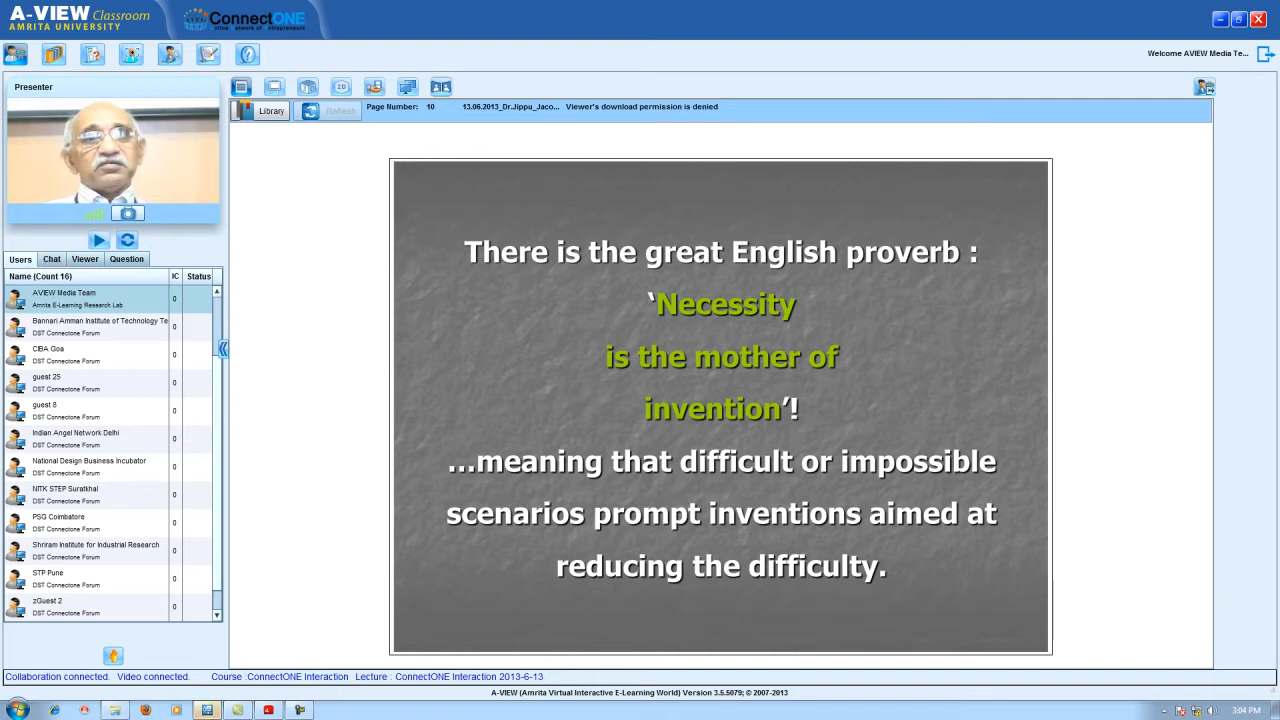 A-VIEW Classroom
AMRITA UNIVERSITY
ConnectONE
online network of entrepreneurs
Welcome AVIEW Media Te...
Presenter
2D
Library
Refresh
Page Number: 10 13.06.2013_Dr.Jippu_Jaco... Viewer's download permission is denied
There is the great English proverb :
‘Necessity
is the mother of
invention’!
...meaning that difficult or impossible
scenarios prompt inventions aimed at
reducing the difficulty.
Users Chat Viewer Question
Name (Count 16) IC Status
AVIEW Media Team
Amrita E-Learning Research Lab
0
Bannari Amman Institute of Technology Te
DST Connectone Forum
0
CIBA Goa
DST Connectone Forum
0
guest 25
DST Connectone Forum
0
guest 8
DST Connectone Forum
0
Indian Angel Network Delhi
DST Connectone Forum
0
National Design Business Incubator
DST Connectone Forum
0
NITK STEP Suratkhal
DST Connectone Forum
0
PSG Coimbatore
DST Connectone Forum
0
Shriram Institute for Industrial Research
DST Connectone Forum
0
STP Pune
DST Connectone Forum
0
zGuest 2
DST Connectone Forum
0
Collaboration connected. Video connected. Course : ConnectONE Interaction Lecture : ConnectONE Interaction 2013-6-13
A-VIEW (Amrita Virtual Interactive E-Learning World) Version 3.5.5079; © 2007-2013
3:04 PM